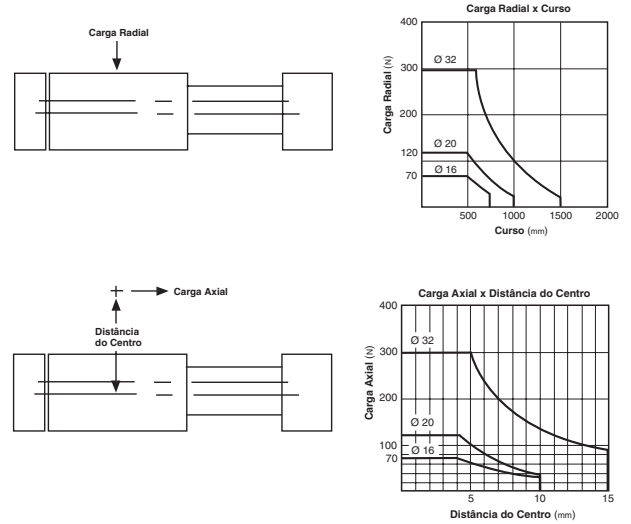 Carga Radial
Carga Radial x Curso
400
300
200
120
70
Carga Radial (N)
Ø 32
Ø 20
Ø 16
500
1000
1500
2000
Curso (mm)
Carga Axial
Distância
do Centro
Carga Axial x Distância do Centro
400
300
200
100
70
Carga Axial (N)
Ø 32
Ø 20
Ø 16
5
10
15
Distância do Centro (mm)